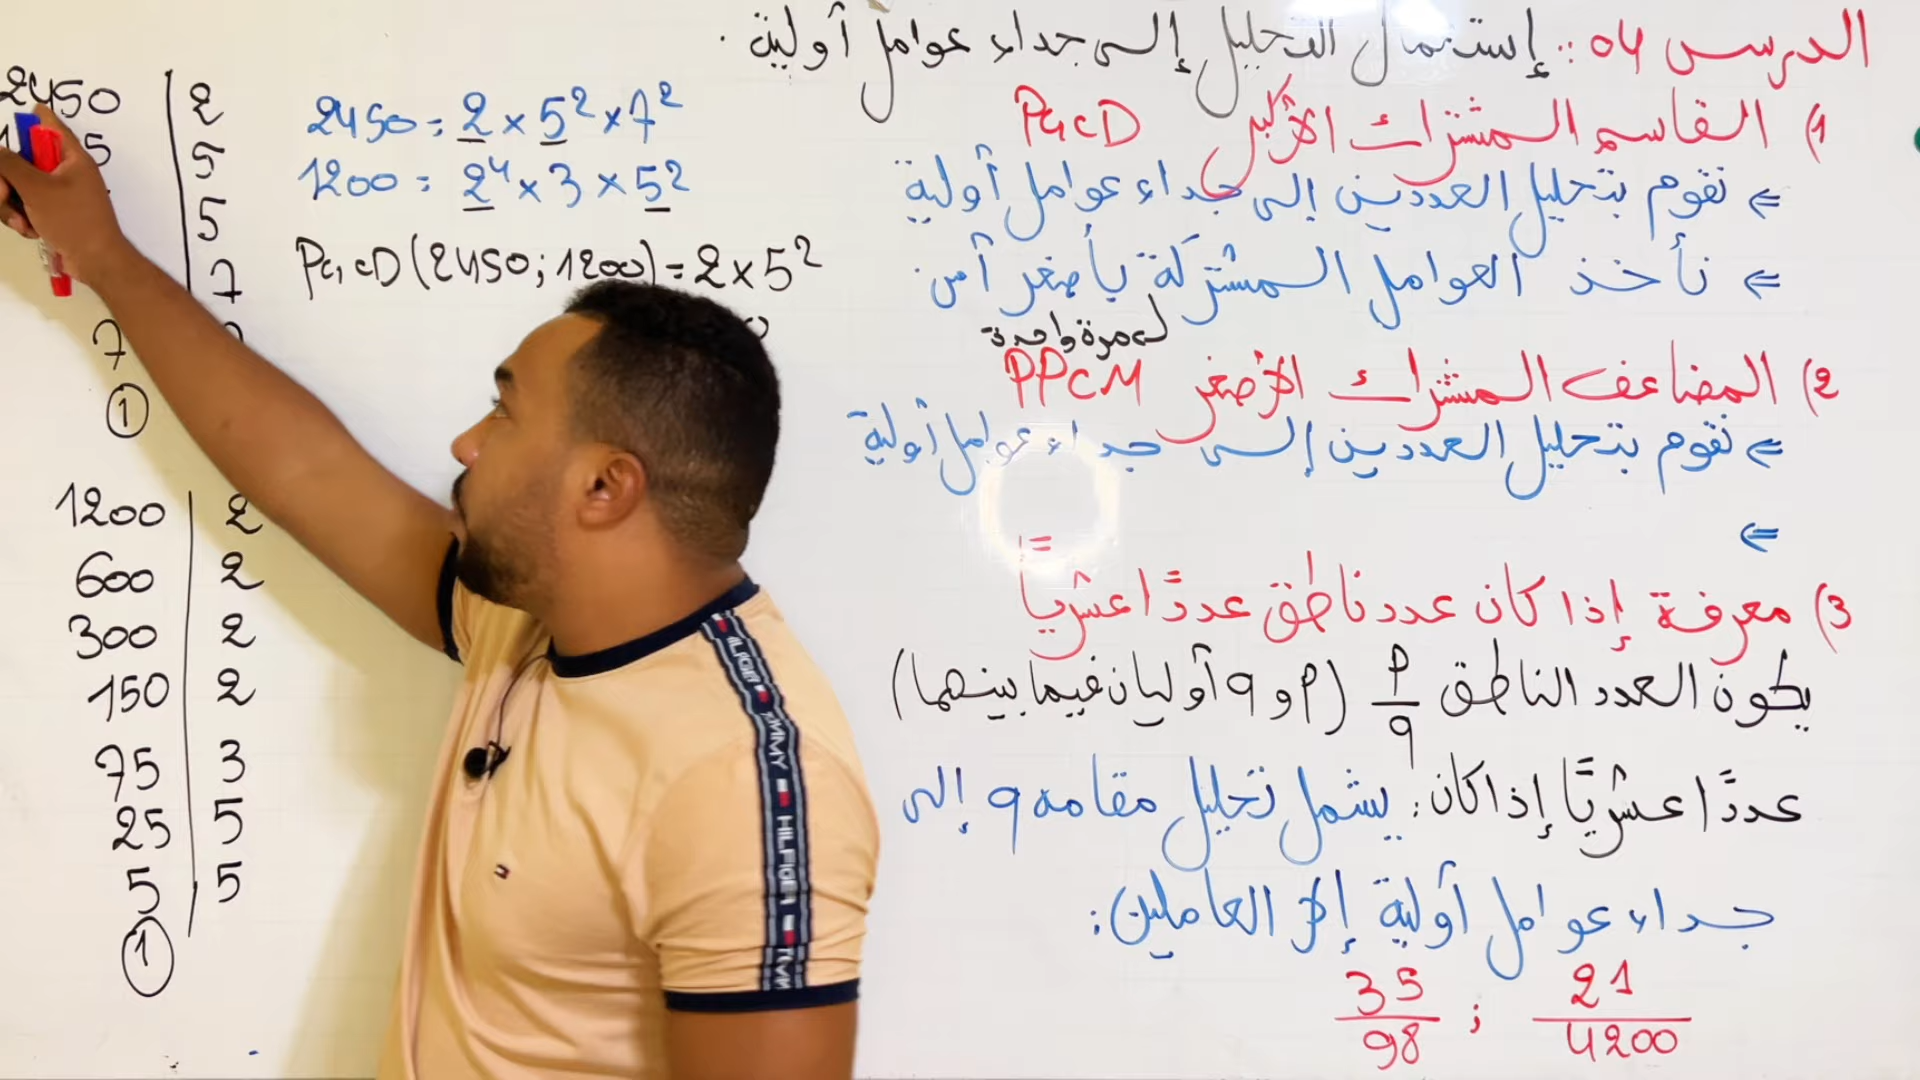 الدرس 04 : إستعمال التحليل إلى جداء عوامل أولية .
1) القاسم المشترك الأكبر PGCD
⇐ نقوم بتحليل العددين إلى جداء عوامل أولية
⇐ نأخذ العوامل المشتركة بأصغر أس .
لمرة واحدة
2) المضاعف المشترك الأصغر PPCM
⇐ نقوم بتحليل العددين إلى جداء عوامل أولية
⇐
3) معرفة إذا كان عدد ناطق عددًا عشريًا
يكون العدد الناطق p/q (p و q أوليان فيما بينهما)
عددًا عشريًا إذا كان: يشمل تحليل مقامه q إلى
جداء عوامل أولية إلا العاملين:
21/4200 ; 35/98
2450 = 2 × 5² × 7²
1200 = 2⁴ × 3 × 5²
PGCD(2450;1200) = 2 × 5²
2450 | 2
5 | 5
5
7
7
1
1200 | 2
600 | 2
300 | 2
150 | 2
75 | 3
25 | 5
5 | 5
1
HILFIGER
TOMMY
HILFIGER